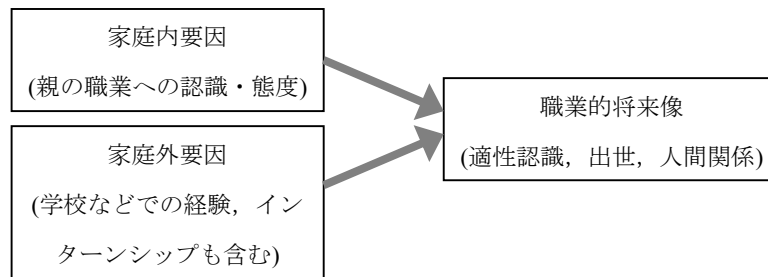 家庭内要因
(親の職業への認識・態度)
家庭外要因
(学校などでの経験，イン
ターンシップも含む)
職業的将来像
(適性認識，出世，人間関係)